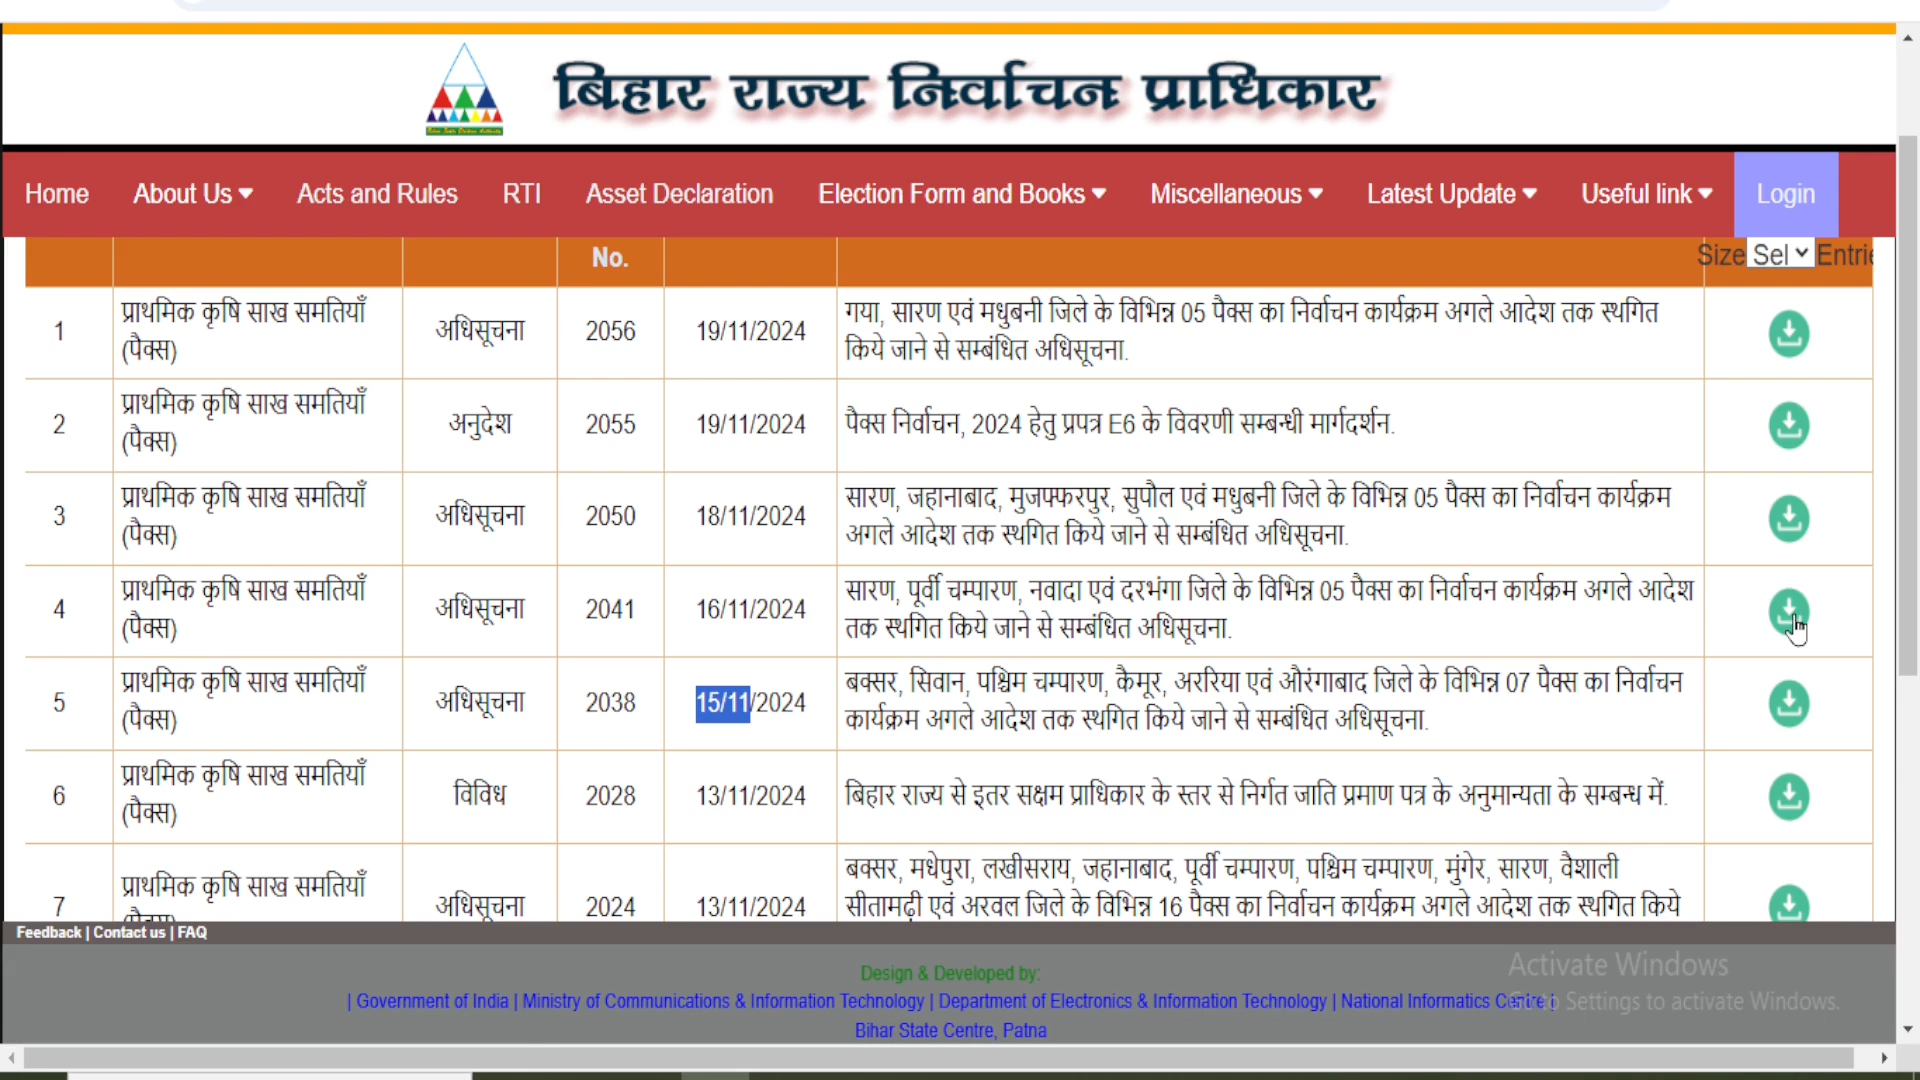 बिहार राज्य निर्वाचन प्राधिकार
Home About Us Acts and Rules RTI Asset Declaration Election Form and Books Miscellaneous Latest Update Useful link Login
No. Size Sel Entrie
1 प्राथमिक कृषि साख समतियाँ (पैक्स) अधिसूचना 2056 19/11/2024 गया, सारण एवं मधुबनी जिले के विभिन्न 05 पैक्स का निर्वाचन कार्यक्रम अगले आदेश तक स्थगित
किये जाने से सम्बंधित अधिसूचना.
2 प्राथमिक कृषि साख समतियाँ (पैक्स) अनुदेश 2055 19/11/2024 पैक्स निर्वाचन, 2024 हेतु प्रपत्र E6 के विवरणी सम्बन्धी मार्गदर्शन.
3 प्राथमिक कृषि साख समतियाँ (पैक्स) अधिसूचना 2050 18/11/2024 सारण, जहानाबाद, मुजफ्फरपुर, सुपौल एवं मधुबनी जिले के विभिन्न 05 पैक्स का निर्वाचन कार्यक्रम
अगले आदेश तक स्थगित किये जाने से सम्बंधित अधिसूचना.
4 प्राथमिक कृषि साख समतियाँ (पैक्स) अधिसूचना 2041 16/11/2024 सारण, पूर्वी चम्पारण, नवादा एवं दरभंगा जिले के विभिन्न 05 पैक्स का निर्वाचन कार्यक्रम अगले आदेश
तक स्थगित किये जाने से सम्बंधित अधिसूचना.
5 प्राथमिक कृषि साख समतियाँ (पैक्स) अधिसूचना 2038 15/11/2024 बक्सर, सिवान, पश्चिम चम्पारण, कैमूर, अररिया एवं औरंगाबाद जिले के विभिन्न 07 पैक्स का निर्वाचन
कार्यक्रम अगले आदेश तक स्थगित किये जाने से सम्बंधित अधिसूचना.
6 प्राथमिक कृषि साख समतियाँ (पैक्स) विविध 2028 13/11/2024 बिहार राज्य से इतर सक्षम प्राधिकार के स्तर से निर्गत जाति प्रमाण पत्र के अनुमान्यता के सम्बन्ध में.
7 प्राथमिक कृषि साख समतियाँ (पैक्स) अधिसूचना 2024 13/11/2024 बक्सर, मधेपुरा, लखीसराय, जहानाबाद, पूर्वी चम्पारण, पश्चिम चम्पारण, मुंगेर, सारण, वैशाली
सीतामढ़ी एवं अरवल जिले के विभिन्न 16 पैक्स का निर्वाचन कार्यक्रम अगले आदेश तक स्थगित किये
Feedback | Contact us | FAQ
Activate Windows
Design & Developed by:
| Government of India | Ministry of Communications & Information Technology | Department of Electronics & Information Technology | National Informatics Centre |
Go to Settings to activate Windows.
Bihar State Centre, Patna